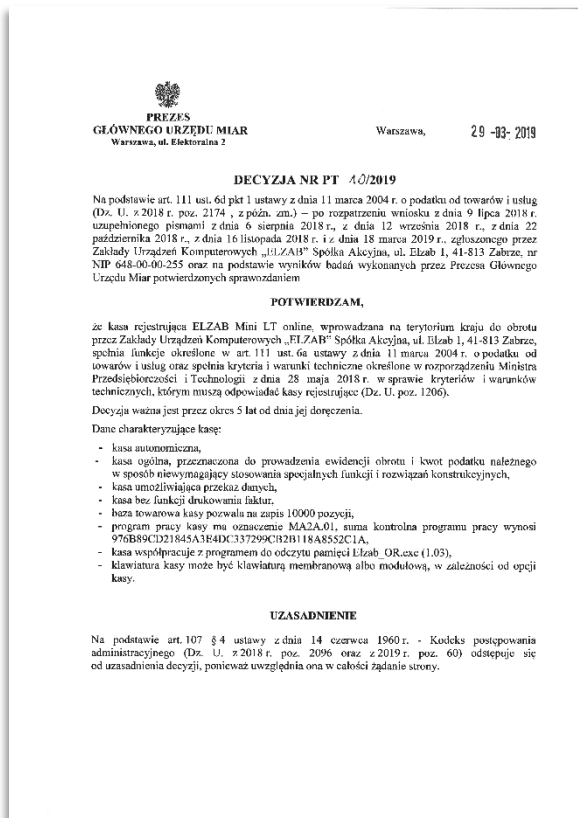 PREZES
GŁÓWNEGO URZĘDU MIAR
Warszawa, ul. Elektoralna 2
Warszawa, 29 -03- 2019
DECYZJA NR PT 10/2019
Na podstawie art. 111 ust. 6d pkt 1 ustawy z dnia 11 marca 2004 r. o podatku od towarów i usług
(Dz. U. z 2018 r. poz. 2174 , z późn. zm.) – po rozpatrzeniu wniosku z dnia 9 lipca 2018 r.
uzupełnionego pismami z dnia 6 sierpnia 2018 r., z dnia 12 września 2018 r., z dnia 22
października 2018 r., z dnia 16 listopada 2018 r. i z dnia 18 marca 2019 r., zgłoszonego przez
Zakłady Urządzeń Komputerowych „ELZAB” Spółka Akcyjna, ul. Elzab 1, 41-813 Zabrze, nr
NIP 648-00-00-255 oraz na podstawie wyników badań wykonanych przez Prezesa Głównego
Urzędu Miar potwierdzonych sprawozdaniem
POTWIERDZAM,
że kasa rejestrująca ELZAB Mini LT online, wprowadzana na terytorium kraju do obrotu
przez Zakłady Urządzeń Komputerowych „ELZAB” Spółka Akcyjna, ul. Elzab 1, 41-813 Zabrze,
spełnia funkcje określone w art. 111 ust. 6a ustawy z dnia 11 marca 2004 r. o podatku od
towarów i usług oraz spełnia kryteria i warunki techniczne określone w rozporządzeniu Ministra
Przedsiębiorczości i Technologii z dnia 28 maja 2018 r. w sprawie kryteriów i warunków
technicznych, którym muszą odpowiadać kasy rejestrujące (Dz. U. poz. 1206).
Decyzja ważna jest przez okres 5 lat od dnia jej doręczenia.
Dane charakteryzujące kasę:
- kasa autonomiczna,
- kasa ogólna, przeznaczona do prowadzenia ewidencji obrotu i kwot podatku należnego
w sposób niewymagający stosowania specjalnych funkcji i rozwiązań konstrukcyjnych,
- kasa umożliwiająca przekaz danych,
- kasa bez funkcji drukowania faktur,
- baza towarowa kasy pozwala na zapis 10000 pozycji,
- program pracy kasy ma oznaczenie MA2A.01, suma kontrolna programu pracy wynosi
976B89CD21845A3E4DC337299CB2B118A8552C1A,
- kasa współpracuje z programem do odczytu pamięci Elzab_OR.exe (1.03),
- klawiatura kasy może być klawiaturą membranową albo modułową, w zależności od opcji
kasy.
UZASADNIENIE
Na podstawie art. 107 § 4 ustawy z dnia 14 czerwca 1960 r. - Kodeks postępowania
administracyjnego (Dz. U. z 2018 r. poz. 2096 oraz z 2019 r. poz. 60) odstępuje się
od uzasadnienia decyzji, ponieważ uwzględnia ona w całości żądanie strony.